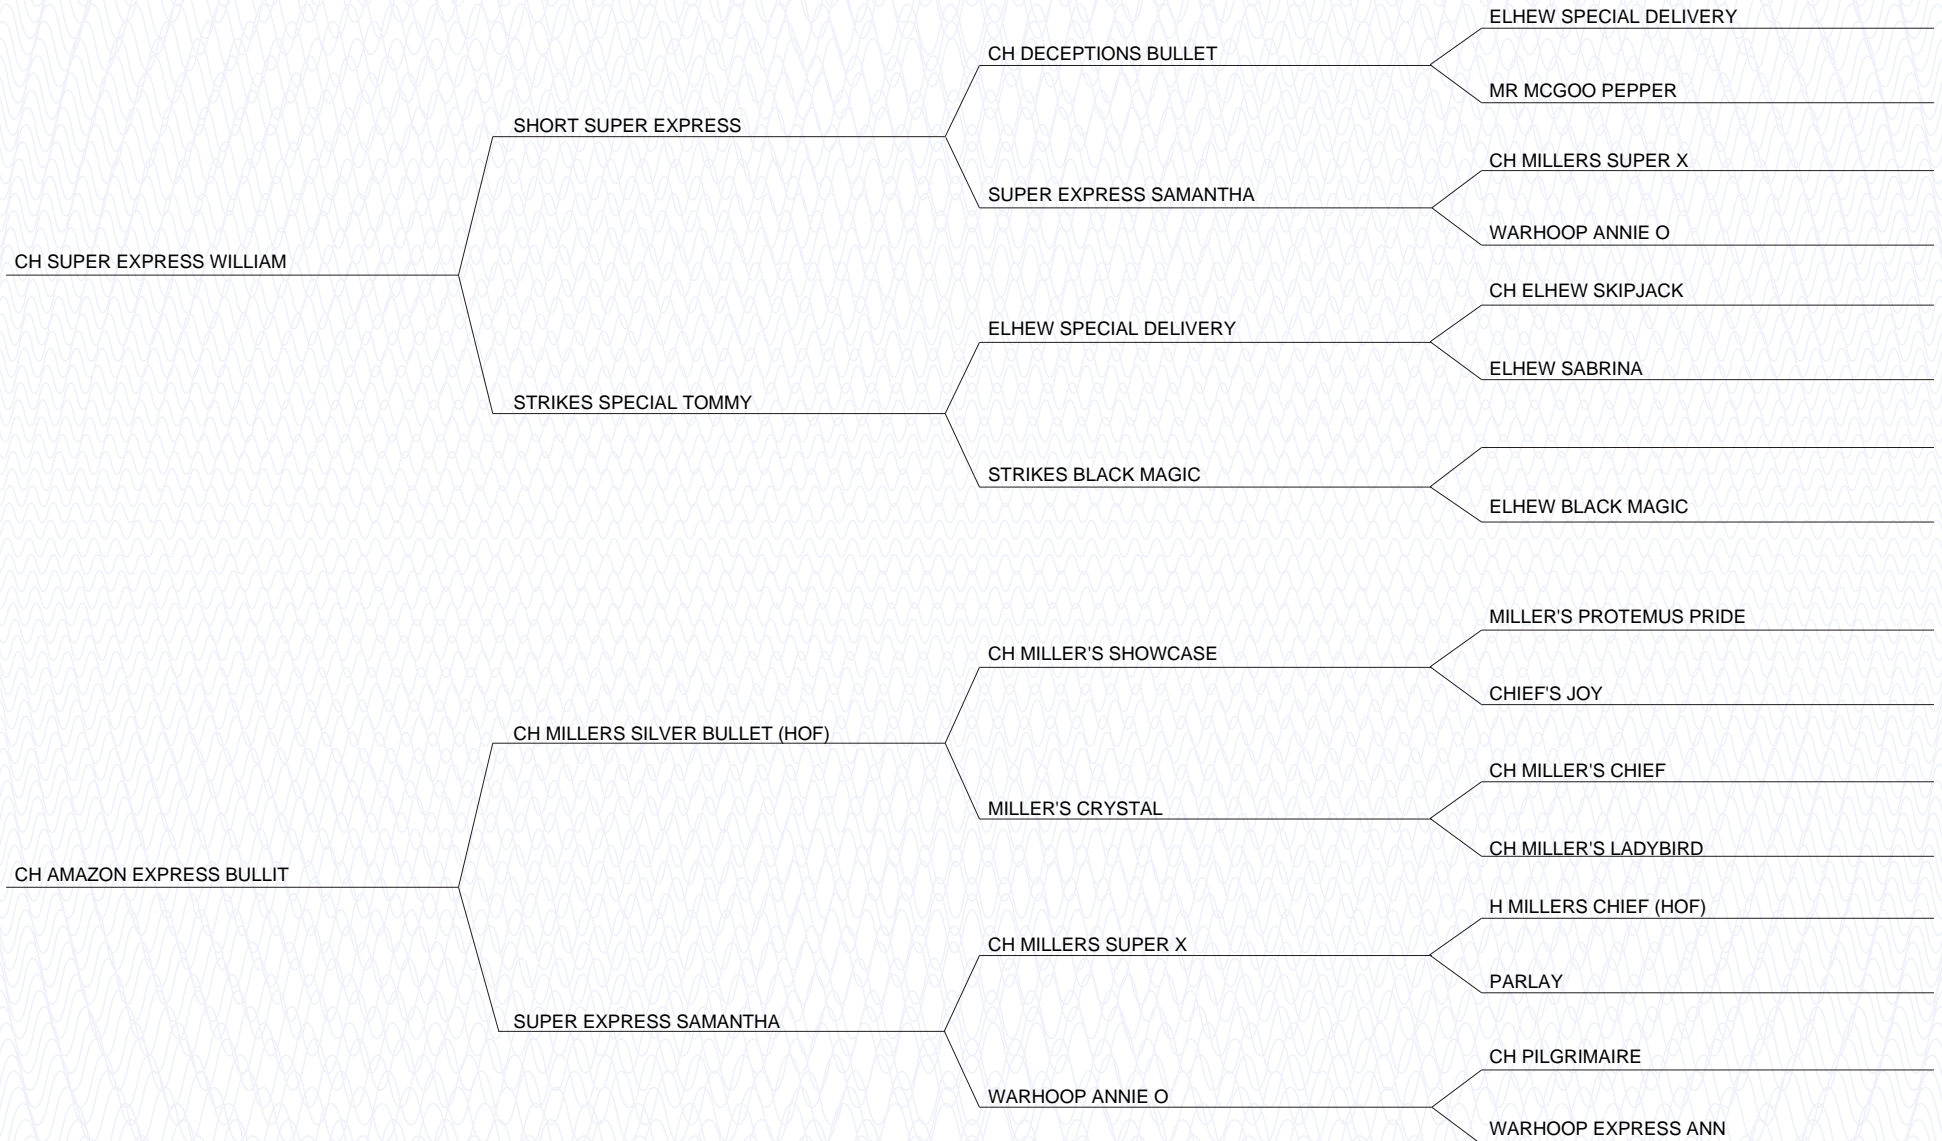 ELHEW SPECIAL DELIVERY
CH DECEPTIONS BULLET
MR MCGOO PEPPER
SHORT SUPER EXPRESS
CH MILLERS SUPER X
SUPER EXPRESS SAMANTHA
WARHOOP ANNIE O
CH SUPER EXPRESS WILLIAM
CH ELHEW SKIPJACK
ELHEW SPECIAL DELIVERY
ELHEW SABRINA
STRIKES SPECIAL TOMMY
STRIKES BLACK MAGIC
ELHEW BLACK MAGIC
MILLER'S PROTEMUS PRIDE
CH MILLER'S SHOWCASE
CHIEF'S JOY
CH MILLERS SILVER BULLET (HOF)
CH MILLER'S CHIEF
MILLER'S CRYSTAL
CH MILLER'S LADYBIRD
CH AMAZON EXPRESS BULLIT
H MILLERS CHIEF (HOF)
CH MILLERS SUPER X
PARLAY
SUPER EXPRESS SAMANTHA
CH PILGRIMAIRE
WARHOOP ANNIE O
WARHOOP EXPRESS ANN